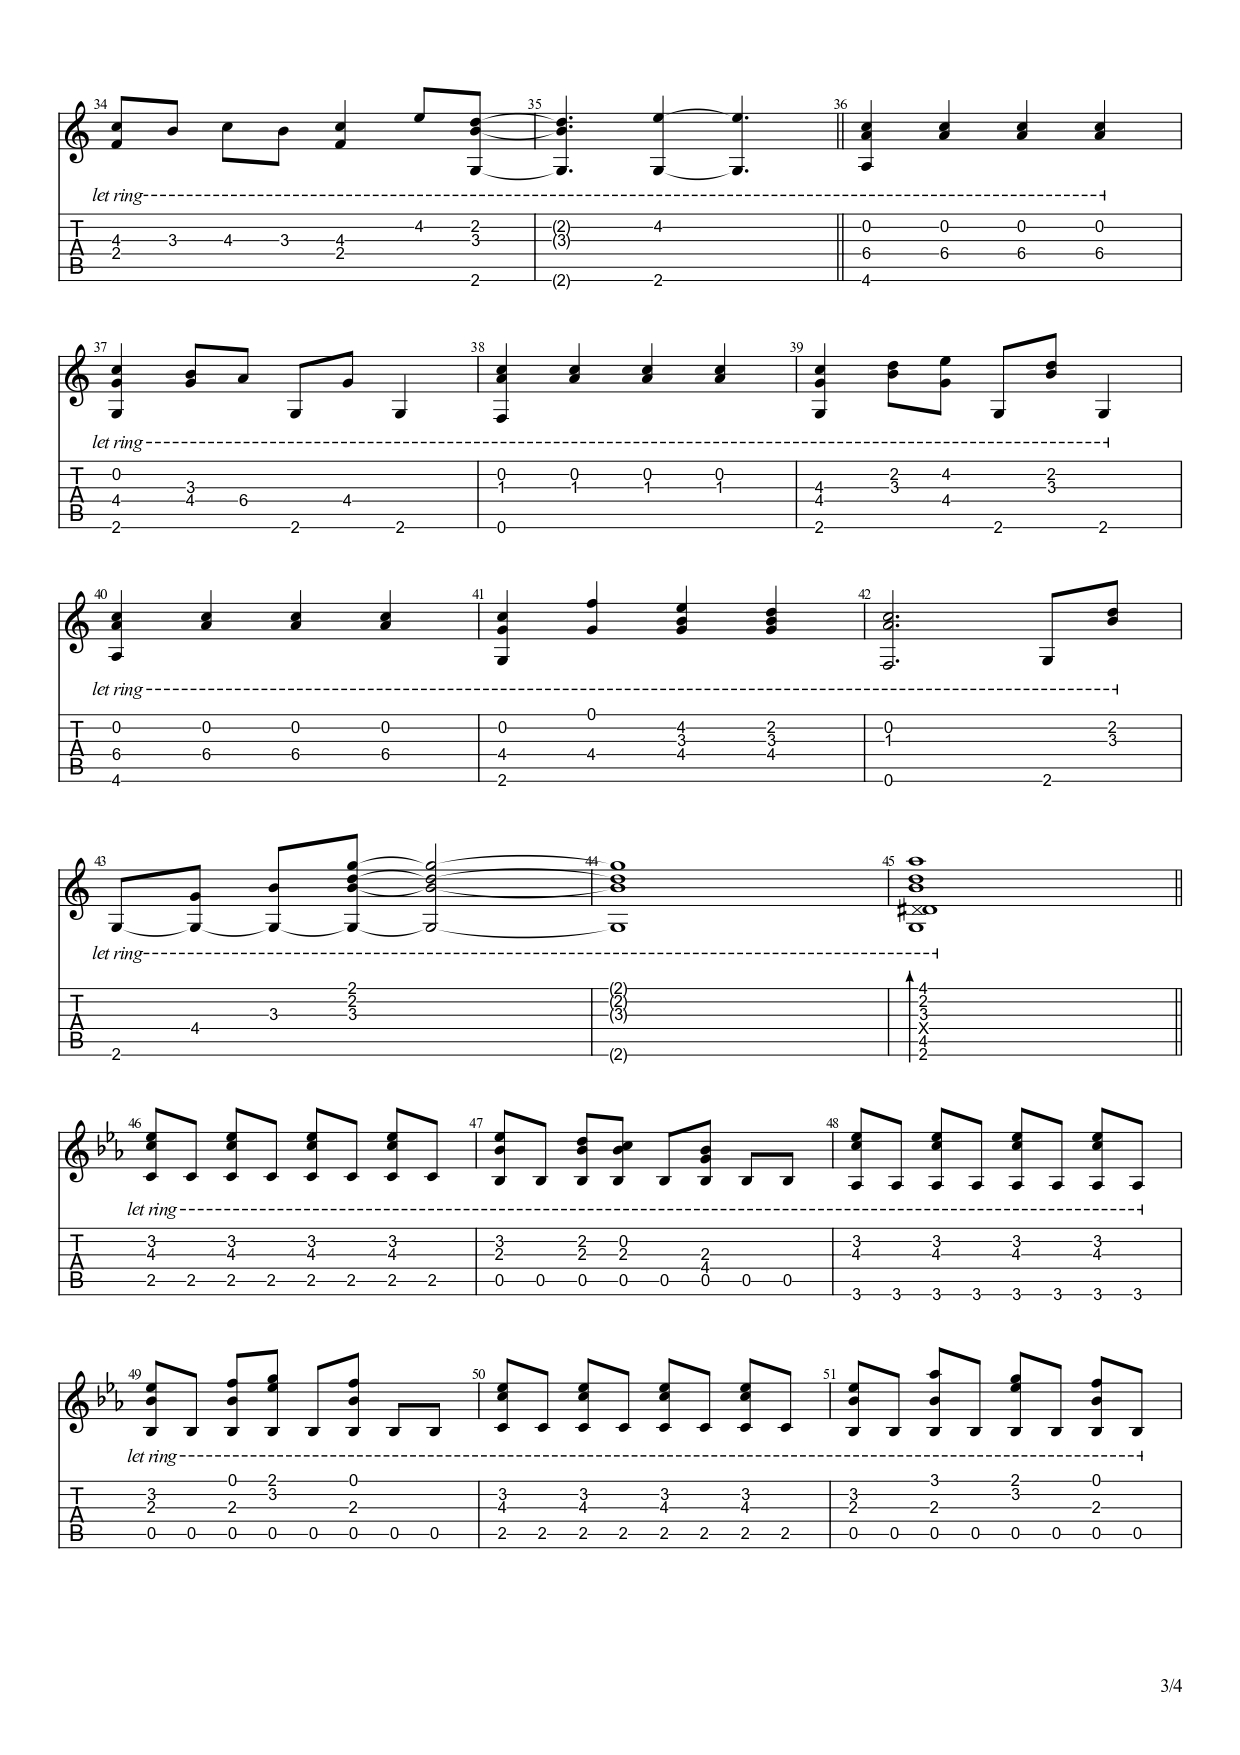 34 35 36
let ring
T 4 2 (2) 4 0 0 0 0
4 3 4 3 4 3 (3)
A 2 2 6 6 6 6
B
2 (2) 2 4
37 38 39
let ring
T 0 0 0 0 0 2 4 2
3 1 1 1 1 4 3 3
A 4 4 6 4 4 4
B
2 2 2 0 2 2 2
40 41 42
let ring
0
T 0 0 0 0 0 4 2 0 2
3 3 1 3
A 6 6 6 6 4 4 4 4
B
4 2 0 2
43 44 45
let ring
2 (2) 4
T 2 (2) 2
3 3 (3) 3
A 4 X
B 4
2 (2) 2
46 47 48
let ring
T 3 3 3 3 3 2 0 3 3 3 3
4 4 4 4 2 2 2 2 4 4 4 4
A 4
B 2 2 2 2 2 2 2 2 0 0 0 0 0 0 0 0
3 3 3 3 3 3 3 3
49 50 51
let ring
0 2 0 3 2 0
T 3 3 3 3 3 3 3 3
2 2 2 4 4 4 4 2 2 2
A
B 0 0 0 0 0 0 0 0 2 2 2 2 2 2 2 2 0 0 0 0 0 0 0 0
3/4